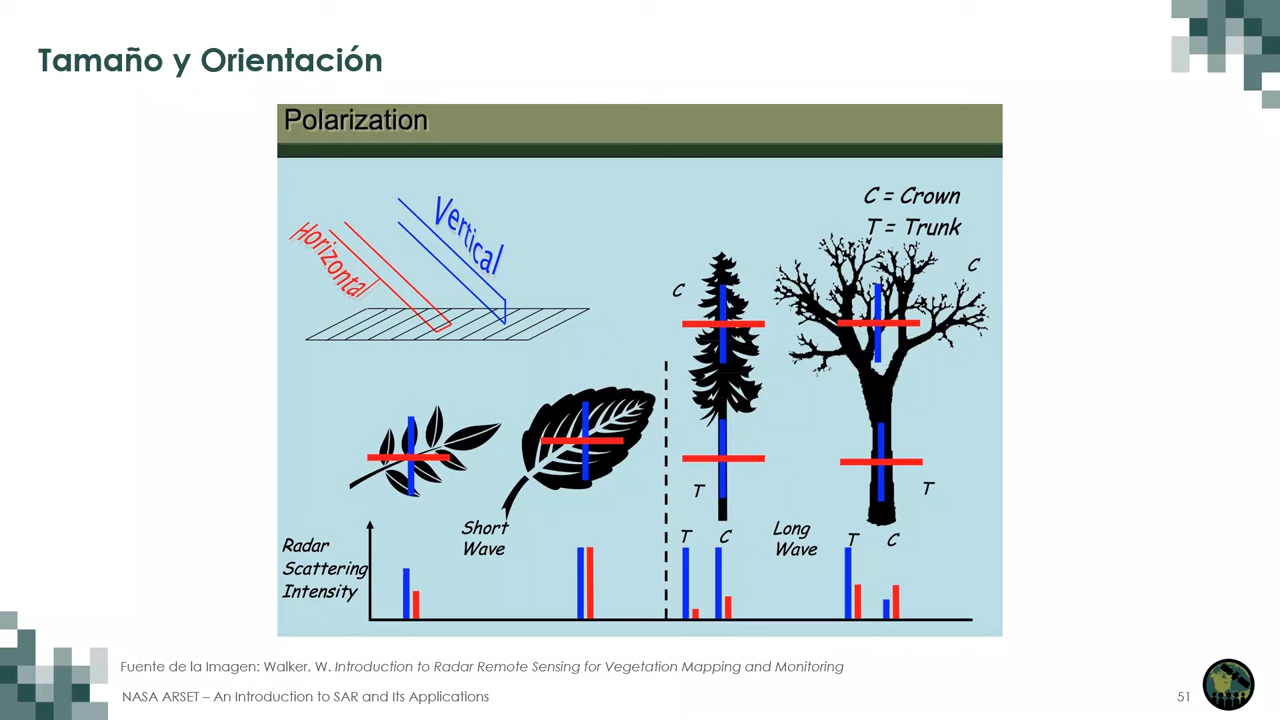 Tamaño y Orientación
Polarization
C = Crown
T = Trunk
Horizontal
Vertical
C
C
T
T
Short
Wave
Long
Wave
T C
T C
Radar
Scattering
Intensity
Fuente de la Imagen: Walker, W. Introduction to Radar Remote Sensing for Vegetation Mapping and Monitoring
NASA ARSET – An Introduction to SAR and Its Applications
51